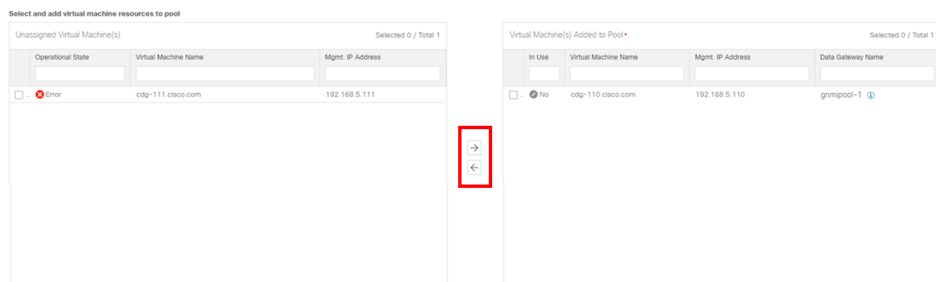 Select and add virtual machine resources to pool
Unassigned Virtual Machine(s) Selected 0 / Total 1
Operational State Virtual Machine Name Mgmt. IP Address
... Error cdg-111.cisco.com 192.168.5.111
Virtual Machine(s) Added to Pool* Selected 0 / Total 1
In Use Virtual Machine Name Mgmt. IP Address Data Gateway Name
... No cdg-110.cisco.com 192.168.5.110 gnmipool-1